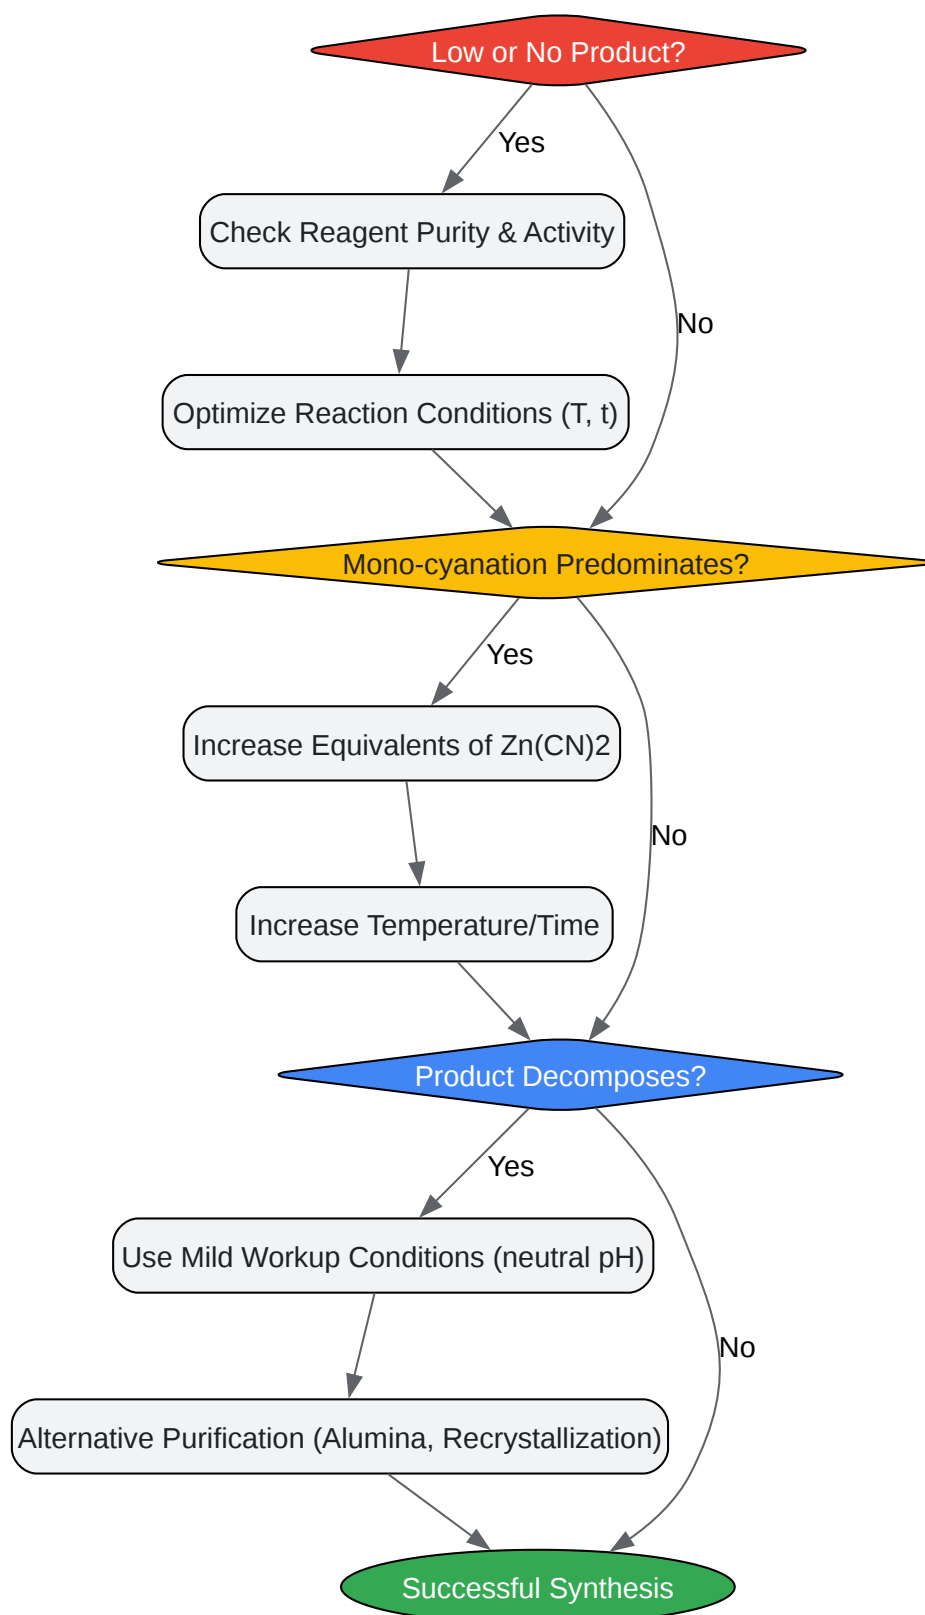 Low or No Product?
Yes
Check Reagent Purity & Activity
No
Optimize Reaction Conditions (T, t)
Mono-cyanation Predominates?
Yes
Increase Equivalents of Zn(CN)2
No
Increase Temperature/Time
Product Decomposes?
Yes
Use Mild Workup Conditions (neutral pH)
No
Alternative Purification (Alumina, Recrystallization)
Successful Synthesis